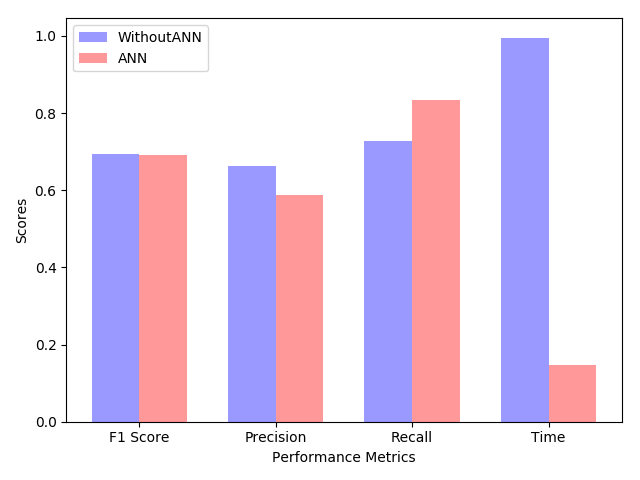 WithoutANN
ANN
1.0
0.8
0.6
0.4
0.2
0.0
Scores
F1 Score Precision Recall Time
Performance Metrics